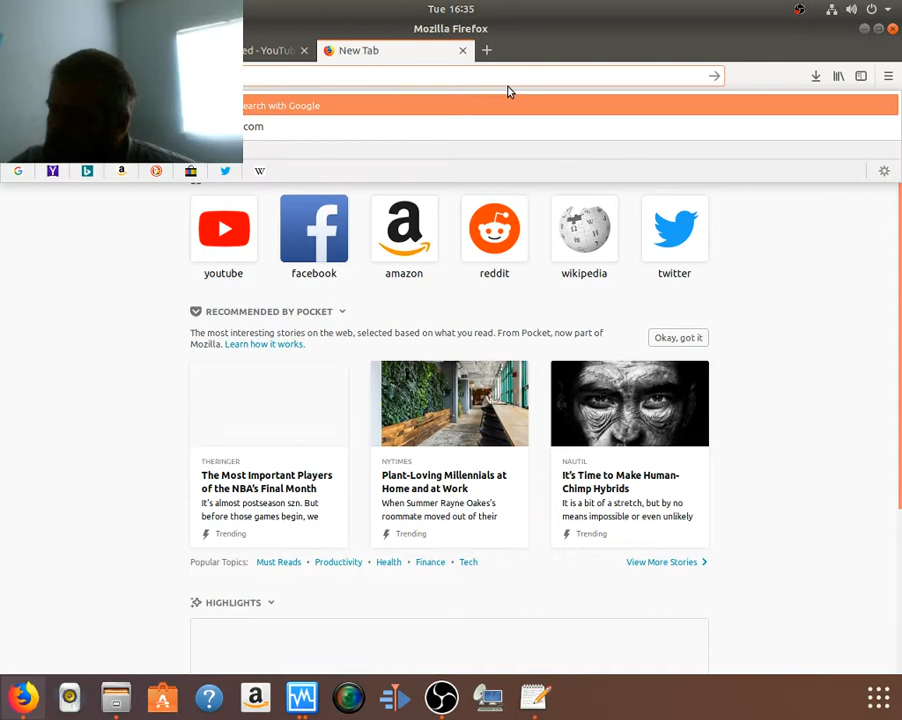 Tue 16:35
Mozilla Firefox
ed - YouTu
New Tab
earch with Google
com
youtube
facebook
amazon
reddit
wikipedia
twitter
RECOMMENDED BY POCKET
The most interesting stories on the web, selected based on what you read. From Pocket, now part of
Mozilla. Learn how it works.
Okay, got it
THERINGER
The Most Important Players
of the NBA's Final Month
It's almost postseason szn. But
before those games begin, we
Trending
NYTIMES
Plant-Loving Millennials at
Home and at Work
When Summer Rayne Oakes's
roommate moved out of their
Trending
NAUTIL
It's Time to Make Human-
Chimp Hybrids
It is a bit of a stretch, but by no
means impossible or even unlikely
Trending
Popular Topics: Must Reads • Productivity • Health • Finance • Tech
View More Stories
HIGHLIGHTS